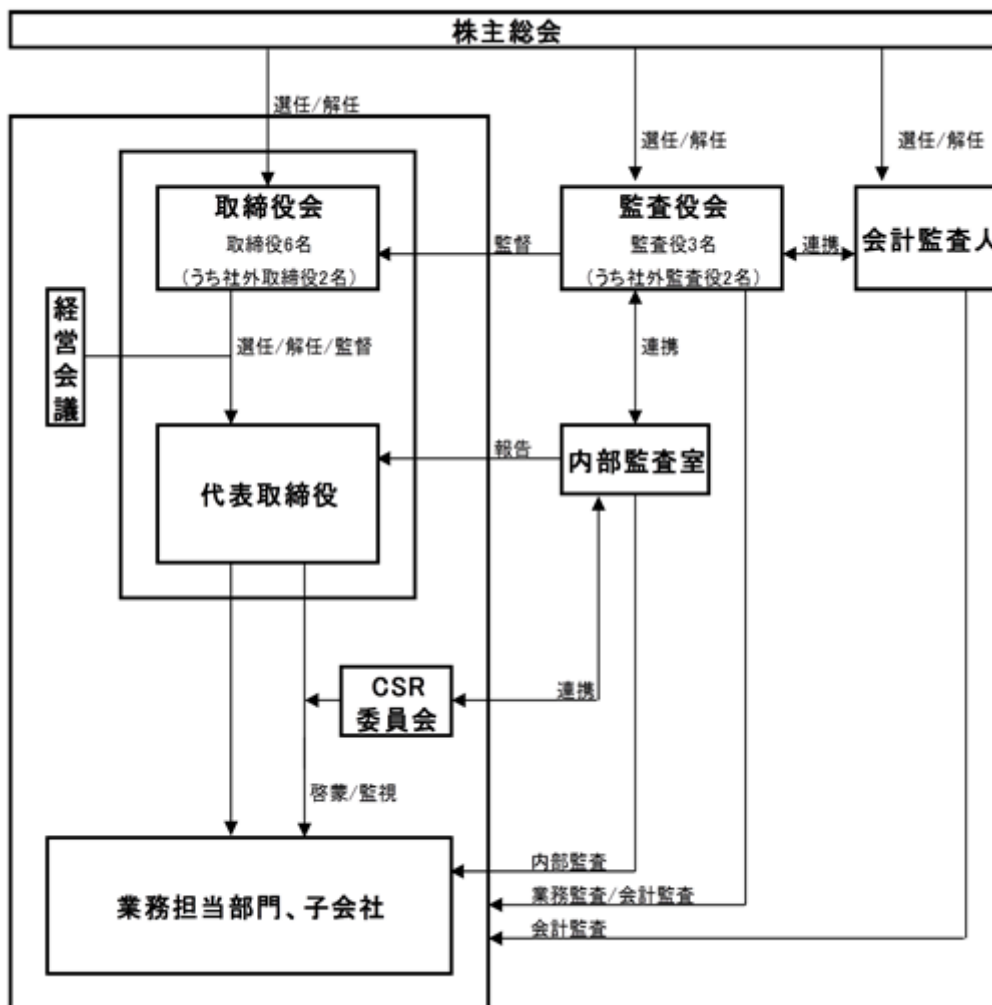 株主総会
選任/解任
選任/解任
選任/解任
取締役会
取締役6名
(うち社外取締役2名)
監督
監査役会
監査役3名
(うち社外監査役2名)
連携
会計監査人
経営会議
選任/解任/監督
連携
代表取締役
報告
内部監査室
CSR
委員会
連携
啓蒙/監視
業務担当部門、子会社
内部監査
業務監査/会計監査
会計監査